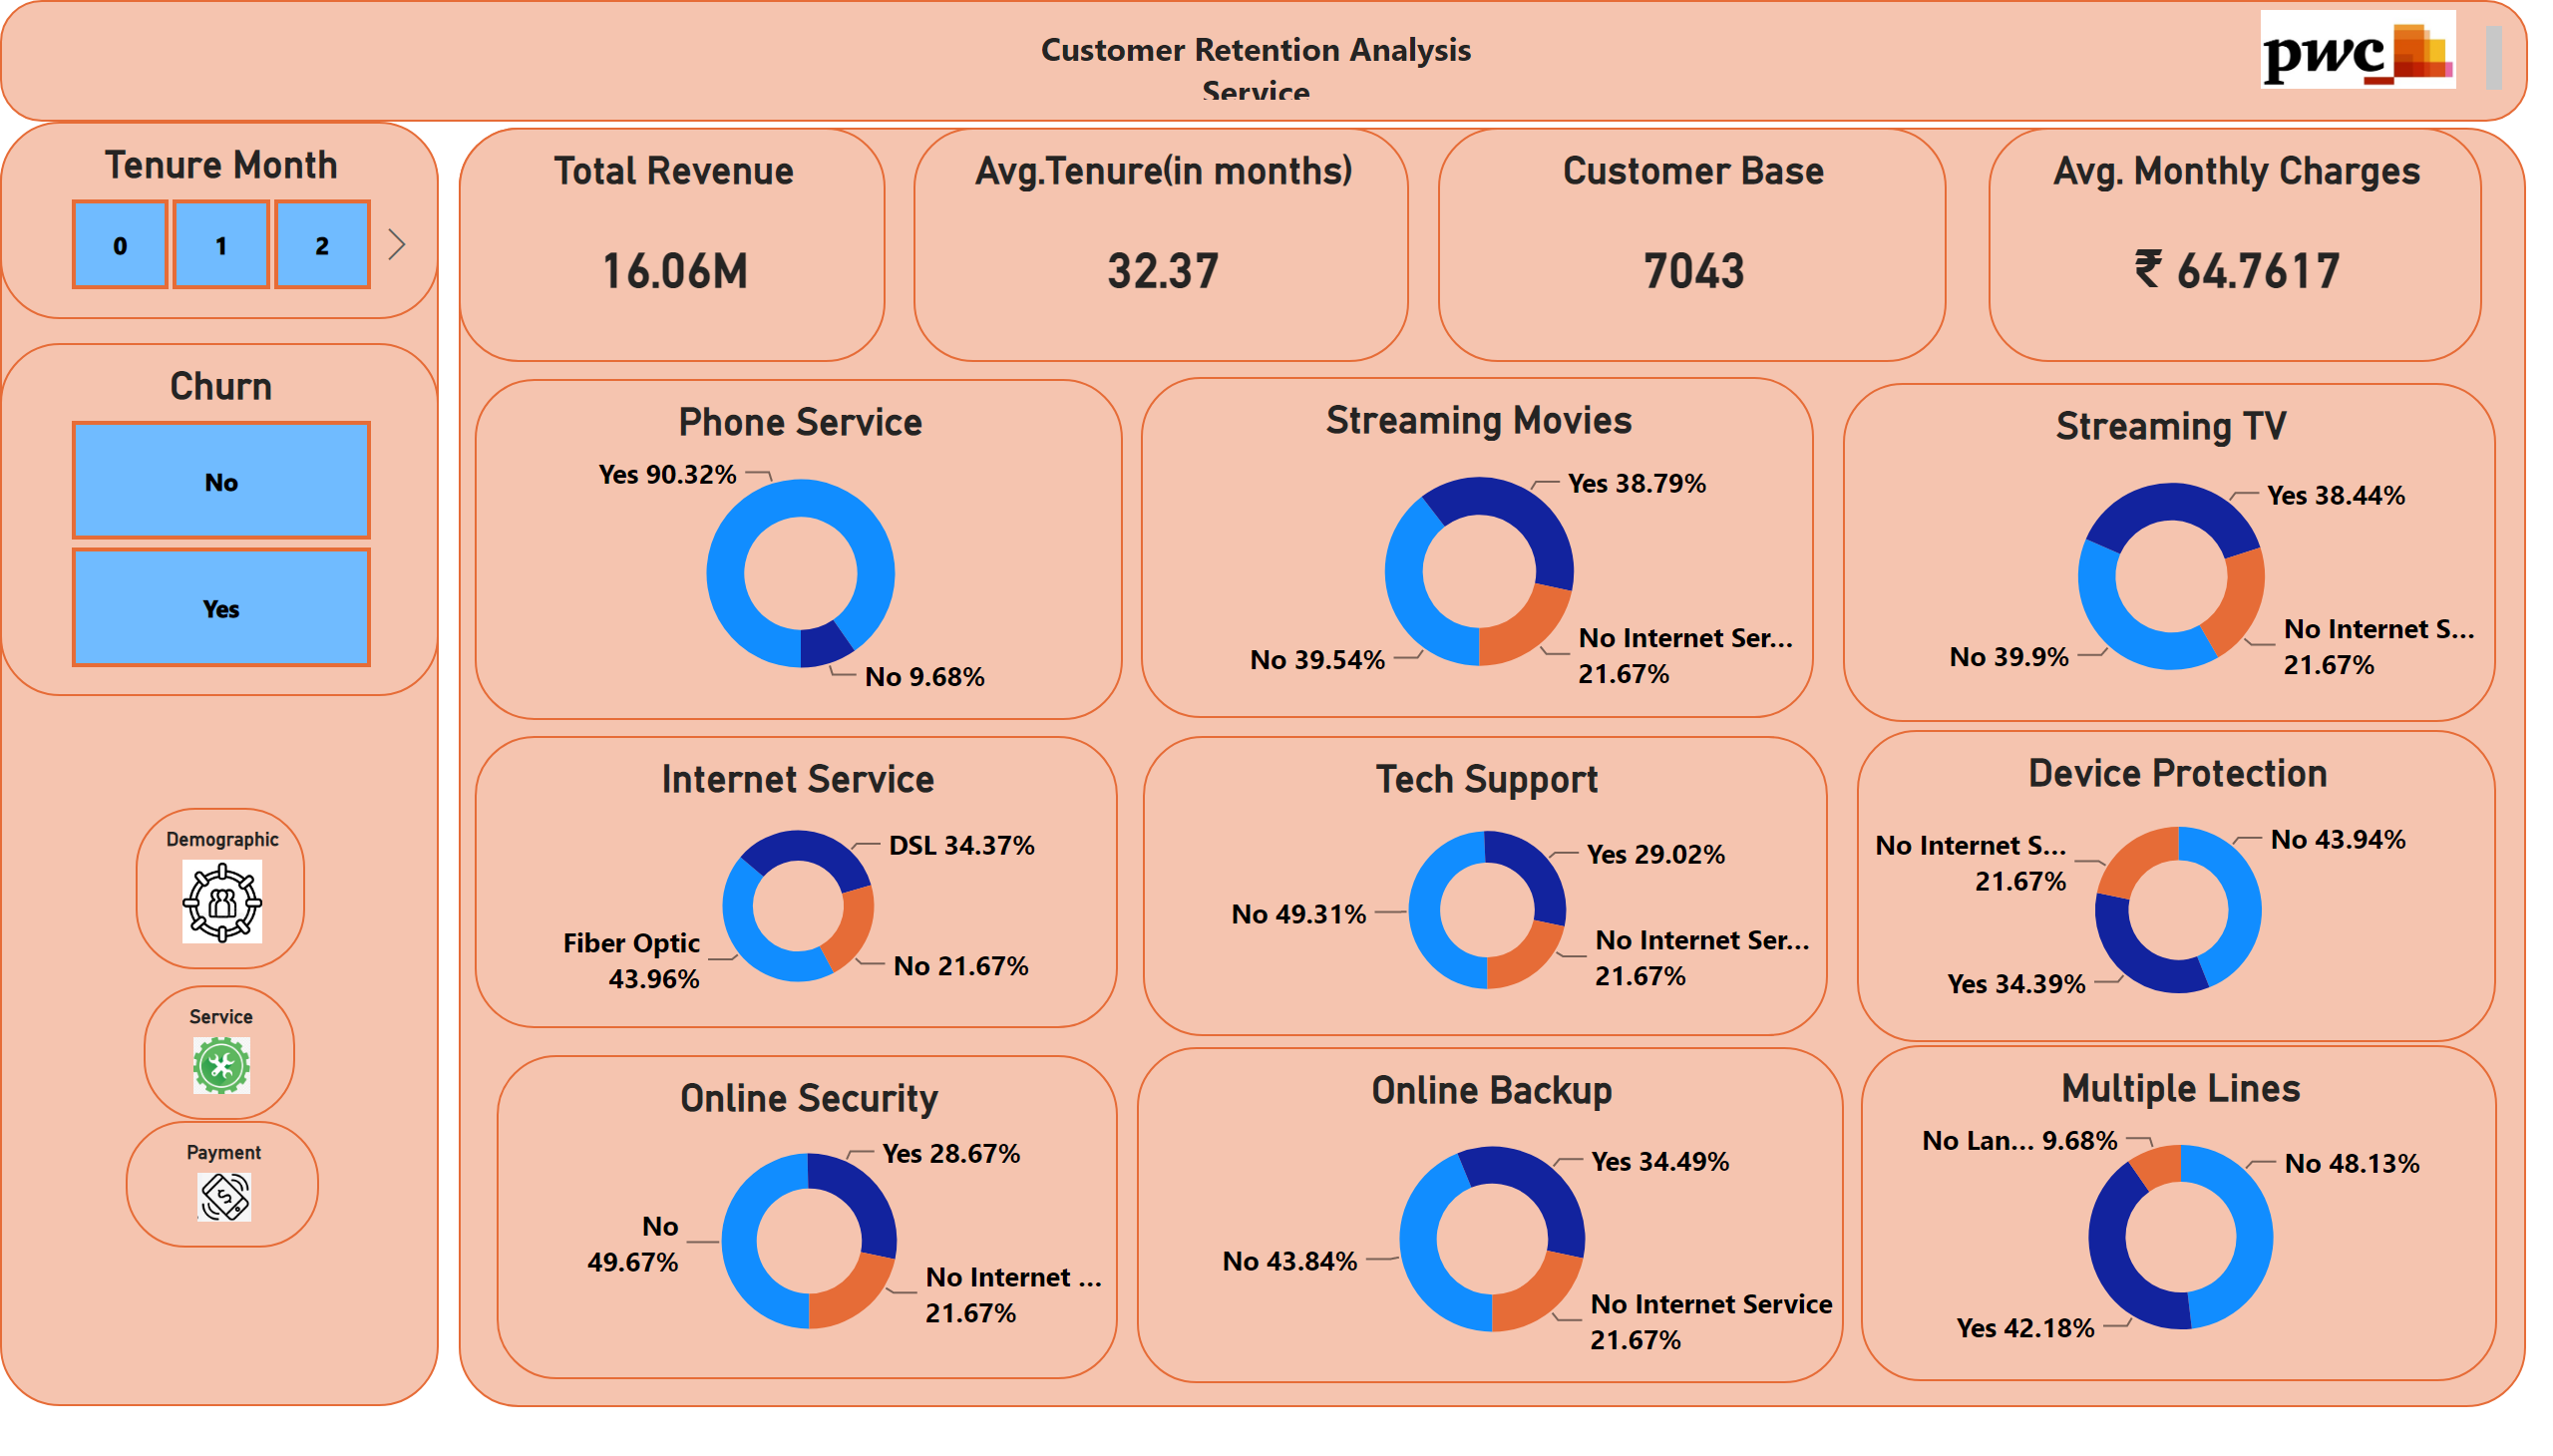 Customer Retention Analysis
Service
pwc
Tenure Month
0 1 2
Churn
No
Yes
Demographic
Service
Payment
Total Revenue
16.06M
Avg.Tenure(in months)
32.37
Customer Base
7043
Avg. Monthly Charges
₹ 64.7617
Phone Service
Yes 90.32%
No 9.68%
Streaming Movies
Yes 38.79%
No 39.54%
No Internet Ser...
21.67%
Streaming TV
Yes 38.44%
No 39.9%
No Internet S...
21.67%
Internet Service
DSL 34.37%
Fiber Optic
43.96%
No 21.67%
Tech Support
Yes 29.02%
No 49.31%
No Internet Ser...
21.67%
Device Protection
No Internet S...
21.67%
No 43.94%
Yes 34.39%
Online Security
Yes 28.67%
No
49.67%
No Internet ...
21.67%
Online Backup
Yes 34.49%
No 43.84%
No Internet Service
21.67%
Multiple Lines
No Lan... 9.68%
No 48.13%
Yes 42.18%